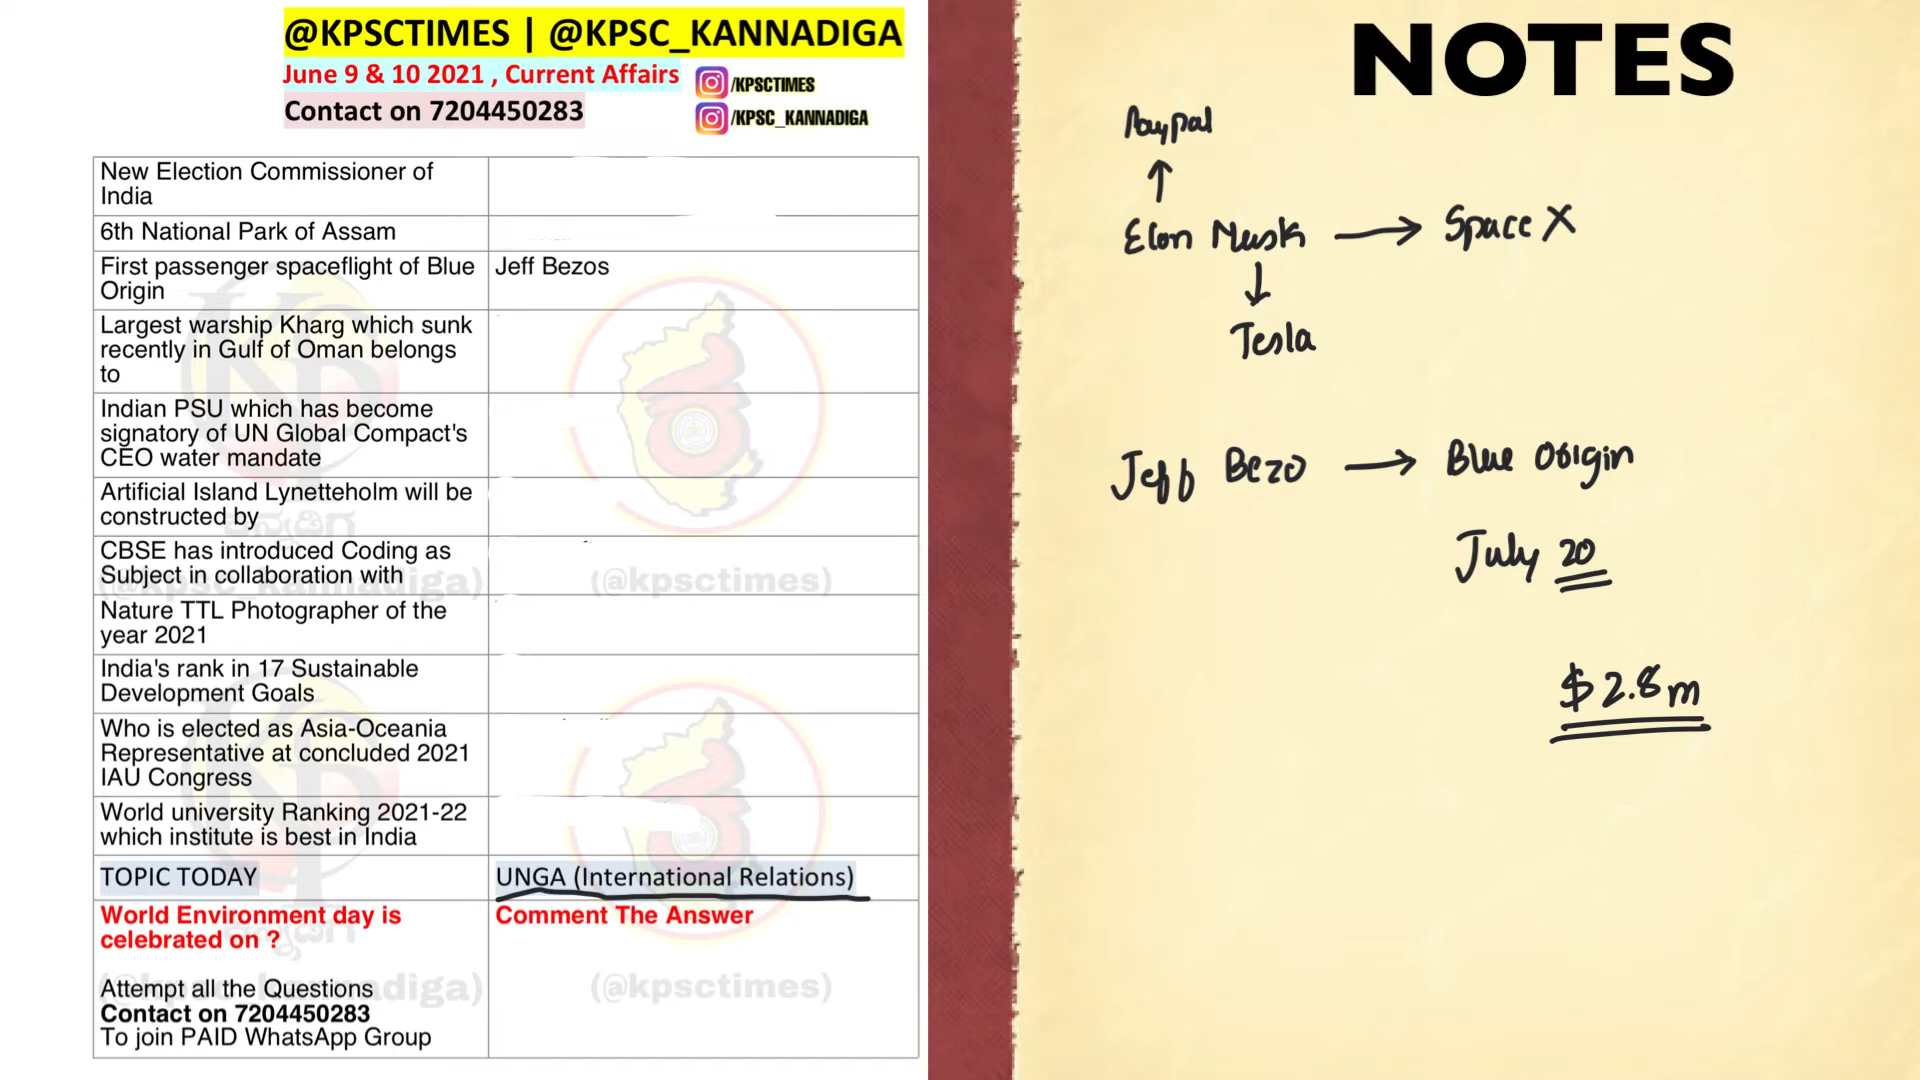 @KPSCTIMES | @KPSC_KANNADIGA
June 9 & 10 2021 , Current Affairs
/KPSCTIMES
Contact on 7204450283
/KPSC_KANNADIGA
New Election Commissioner of
India
6th National Park of Assam
First passenger spaceflight of Blue
Origin
Jeff Bezos
Largest warship Kharg which sunk
recently in Gulf of Oman belongs
to
Indian PSU which has become
signatory of UN Global Compact's
CEO water mandate
Artificial Island Lynetteholm will be
constructed by
CBSE has introduced Coding as
Subject in collaboration with
(@kpsc_kannadiga)
(@kpsctimes)
Nature TTL Photographer of the
year 2021
India's rank in 17 Sustainable
Development Goals
Who is elected as Asia-Oceania
Representative at concluded 2021
IAU Congress
World university Ranking 2021-22
which institute is best in India
TOPIC TODAY
UNGA (International Relations)
World Environment day is
celebrated on ?
Comment The Answer
Attempt all the Questions
(@kpsc_kannadiga)
(@kpsctimes)
Contact on 7204450283
To join PAID WhatsApp Group
NOTES
Paypal
Elon Musk → Space X
Tesla
Jeff Bezo → Blue Origin
July 20
$ 2.8 m